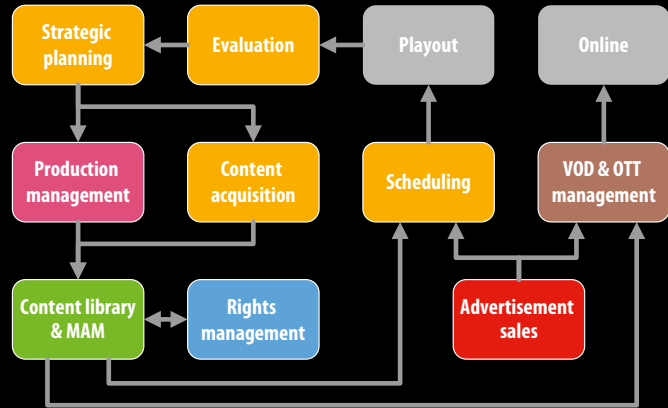 Strategic
planning
Evaluation
Playout
Online
Production
management
Content
acquisition
Scheduling
VOD & OTT
management
Content library
& MAM
Rights
management
Advertisement
sales